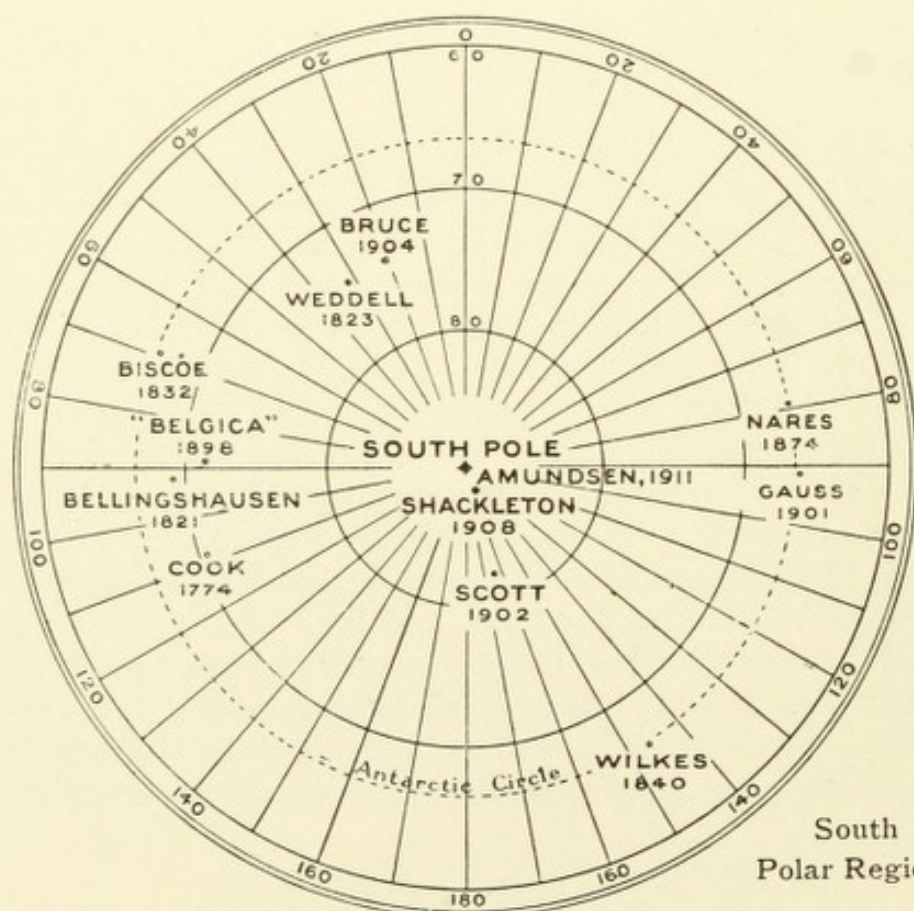 0
20
20
60
40
40
70
BRUCE
1904
60
60
WEDDELL
1823
80
BISCOE
1832
80
80
"BELGICA"
1898
NARES
1874
SOUTH POLE
AMUNDSEN, 1911
BELLINGSHAUSEN
1821
GAUSS
1901
SHACKLETON
1908
100
100
COOK
1774
SCOTT
1902
120
120
WILKES
1840
Antarctic Circle
140
140
South
Polar
160
160
180